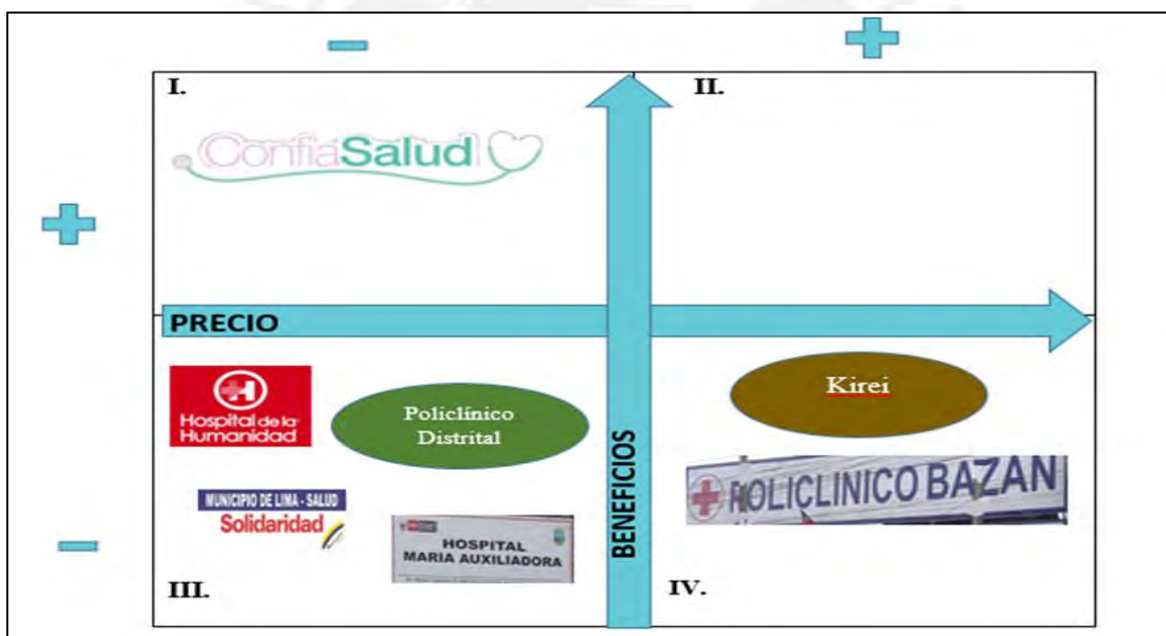 I.
II.
ConfiaSalud
PRECIO
Hospital de la
Humanidad
Policlínico
Distrital
Kirei
BENEFICIOS
POLICLINICO BAZAN
MUNICIPIO DE LIMA - SALUD
Solidaridad
HOSPITAL
MARIA AUXILIADORA
III.
IV.